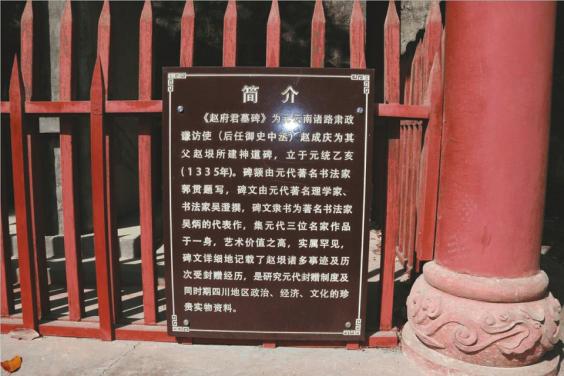 简 介
《赵府君墓碑》为云南诸路肃政
廉访使（后任御史中丞）赵成庆为其
父赵垠所建神道碑，立于元统乙亥
(1335年)。碑额由元代著名书法家
郭贯题写，碑文由元代著名理学家、
书法家吴澄撰，碑文隶书为著名书法家
吴炳的代表作，集元代三位名家作品
于一身，艺术价值之高，实属罕见，
碑文详细地记载了赵垠诸多事迹及历
次受封赠经历，是研究元代封赠制度及
同时期四川地区政治、经济、文化的珍
贵实物资料。